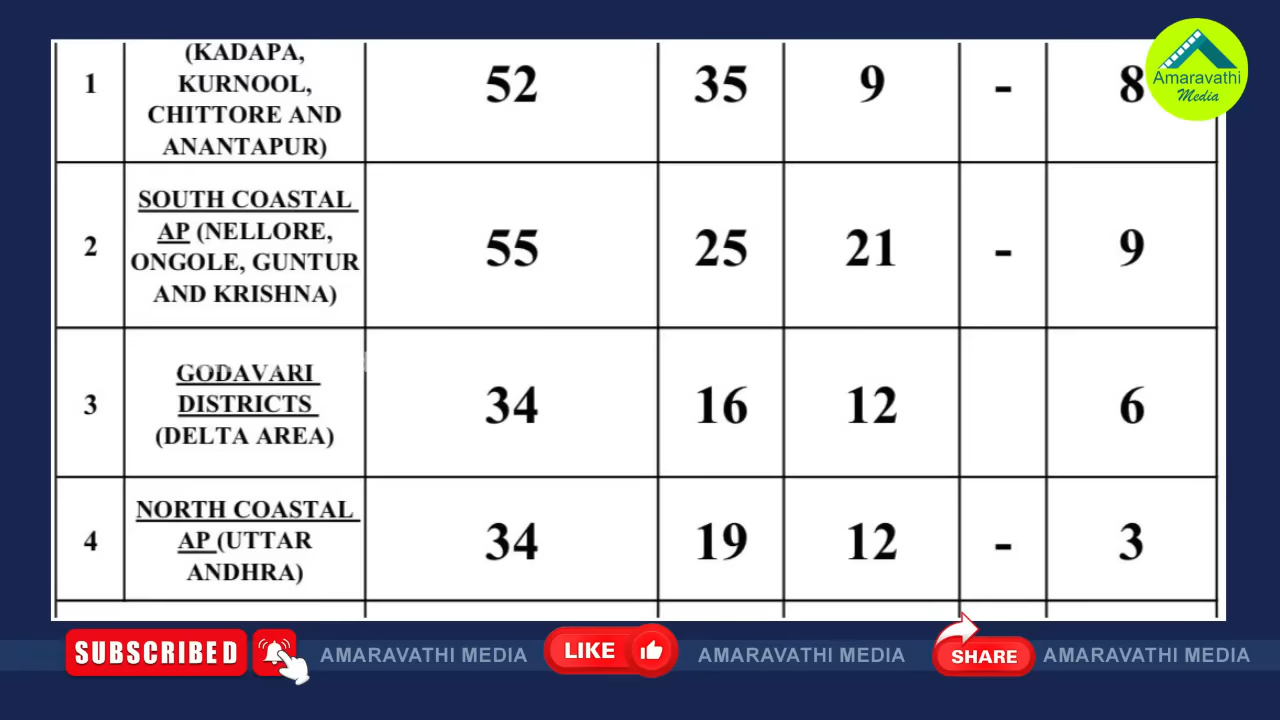 1
(KADAPA,
KURNOOL,
CHITTORE AND
ANANTAPUR)
52
35
9
-
8
Amaravathi
Media
2
SOUTH COASTAL
AP (NELLORE,
ONGOLE, GUNTUR
AND KRISHNA)
55
25
21
-
9
3
GODAVARI
DISTRICTS
(DELTA AREA)
34
16
12
6
4
NORTH COASTAL
AP (UTTAR
ANDHRA)
34
19
12
-
3
SUBSCRIBED
AMARAVATHI MEDIA
LIKE
AMARAVATHI MEDIA
SHARE
AMARAVATHI MEDIA